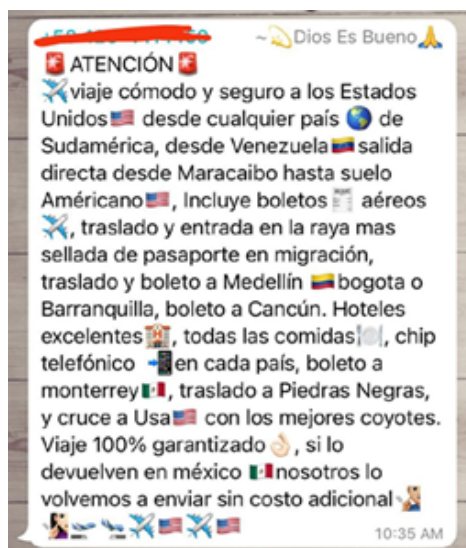 ~💫Dios Es Bueno🙏
🚨ATENCIÓN🚨
✈️viaje cómodo y seguro a los Estados
Unidos🇺🇸 desde cualquier país 🌎 de
Sudamérica, desde Venezuela🇻🇪salida
directa desde Maracaibo hasta suelo
Américano🇺🇸, Incluye boletos 🧾 aéreos
✈️, traslado y entrada en la raya mas
sellada de pasaporte en migración,
traslado y boleto a Medellín 🇨🇴bogota o
Barranquilla, boleto a Cancún. Hoteles
excelentes🏨, todas las comidas🍽️, chip
telefónico 📲en cada país, boleto a
monterrey🇲🇽, traslado a Piedras Negras,
y cruce a Usa🇺🇸 con los mejores coyotes.
Viaje 100% garantizado👌🏻, si lo
devuelven en méxico 🇲🇽nosotros lo
volvemos a enviar sin costo adicional
10:35 AM